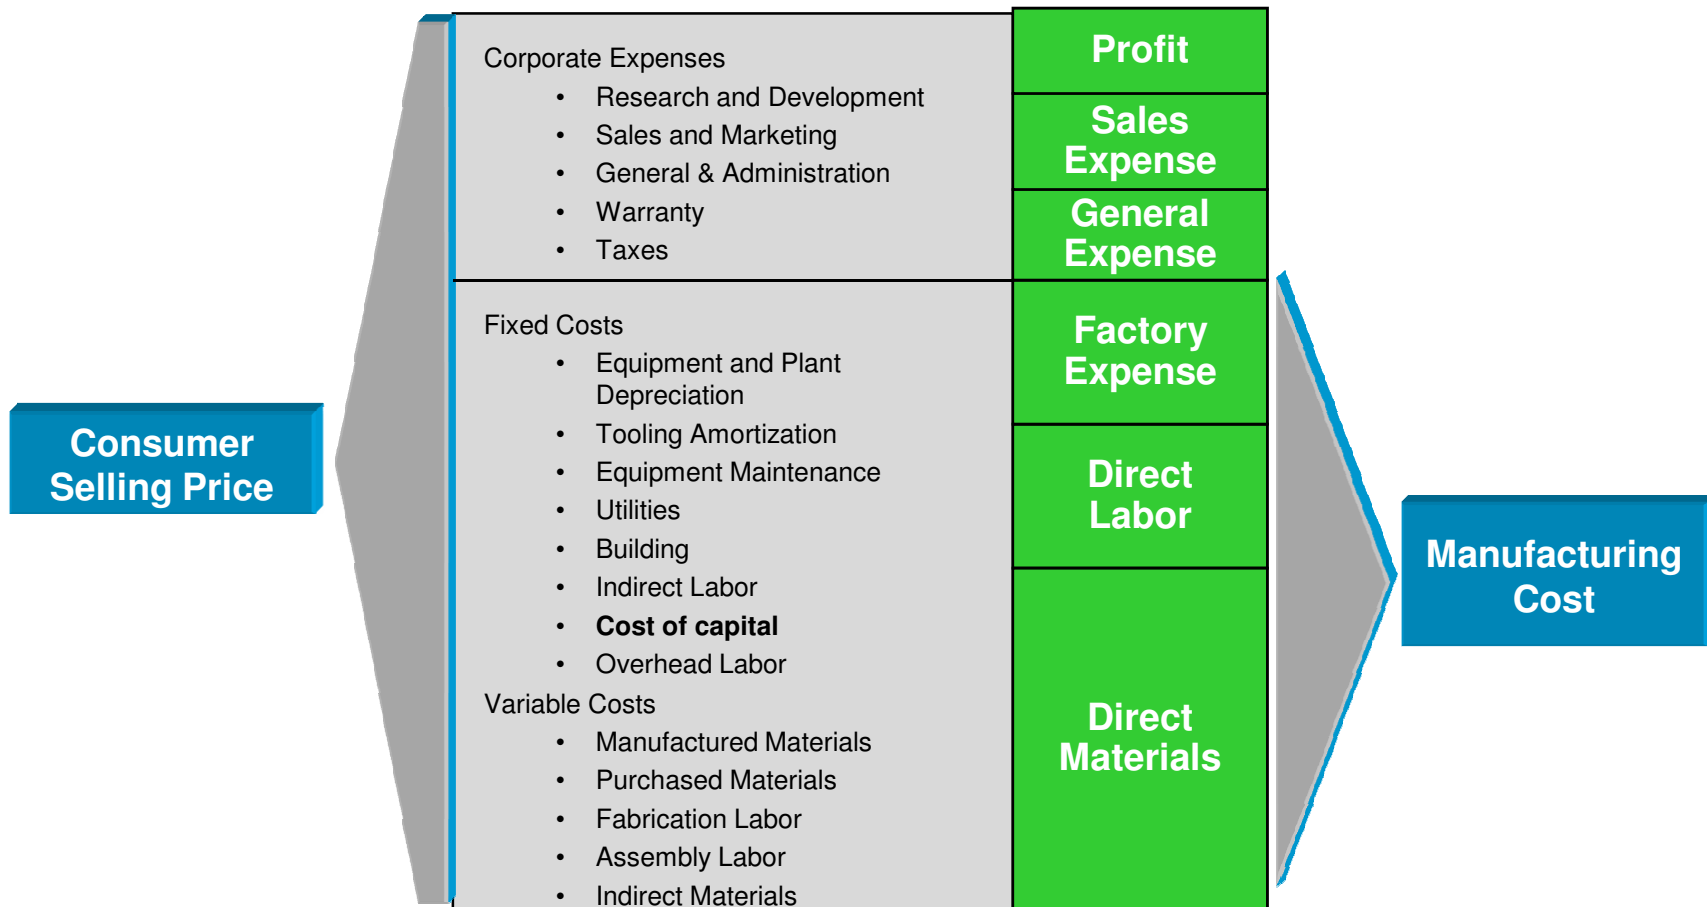 Consumer
Selling Price
Corporate Expenses
• Research and Development
• Sales and Marketing
• General & Administration
• Warranty
• Taxes
Fixed Costs
• Equipment and Plant
Depreciation
• Tooling Amortization
• Equipment Maintenance
• Utilities
• Building
• Indirect Labor
• Cost of capital
• Overhead Labor
Variable Costs
• Manufactured Materials
• Purchased Materials
• Fabrication Labor
• Assembly Labor
• Indirect Materials
Profit
Sales
Expense
General
Expense
Factory
Expense
Direct
Labor
Direct
Materials
Manufacturing
Cost